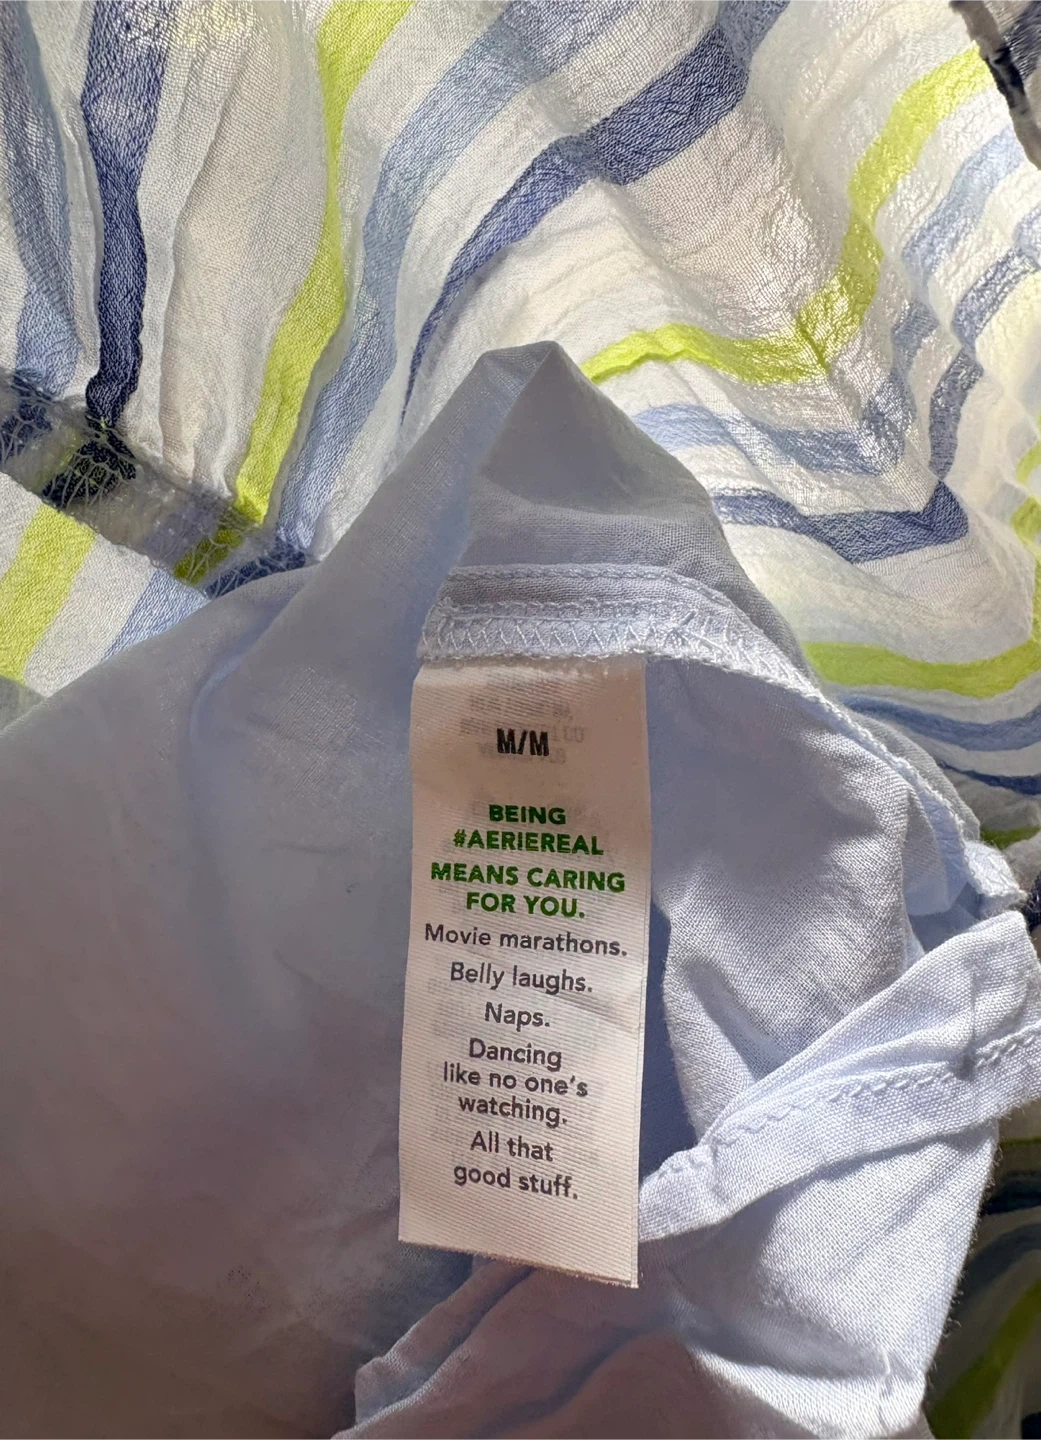 M/M
BEING
#AERIEREAL
MEANS CARING
FOR YOU.
Movie marathons.
Belly laughs.
Naps.
Dancing
like no one's
watching.
All that
good stuff.